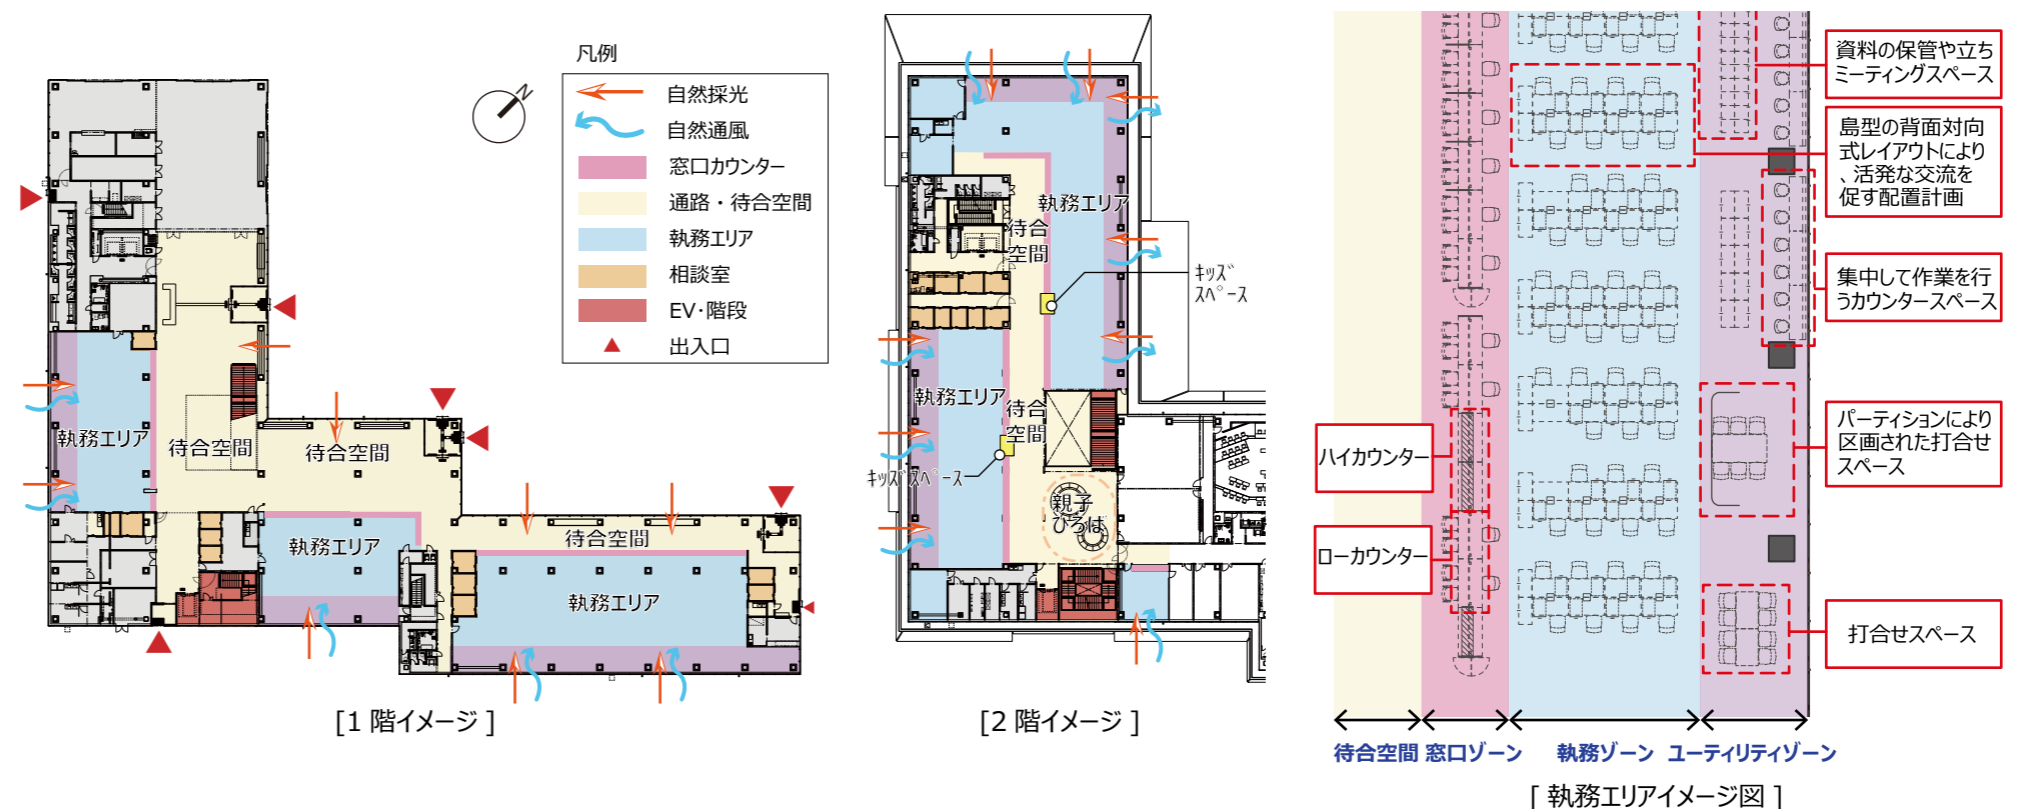 凡例
N
自然採光
自然通風
窓口カウンター
通路・待合空間
執務エリア
相談室
EV・階段
出入口
執務エリア
待合空間
待合空間
執務エリア
待合空間
執務エリア
[1 階イメージ ]
執務エリア
待合
空間
キッズ
スペース
執務エリア
待合
空間
キッズスペース
親子
ひろば
[2 階イメージ ]
資料の保管や立ち
ミーティングスペース
島型の背面対向
式レイアウトにより
、活発な交流を
促す配置計画
集中して作業を行
うカウンタースペース
パーティションにより
区画された打合せ
スペース
打合せスペース
ハイカウンター
ローカウンター
待合空間 窓口ゾーン 執務ゾーン ユーティリティゾーン
[ 執務エリアイメージ図 ]